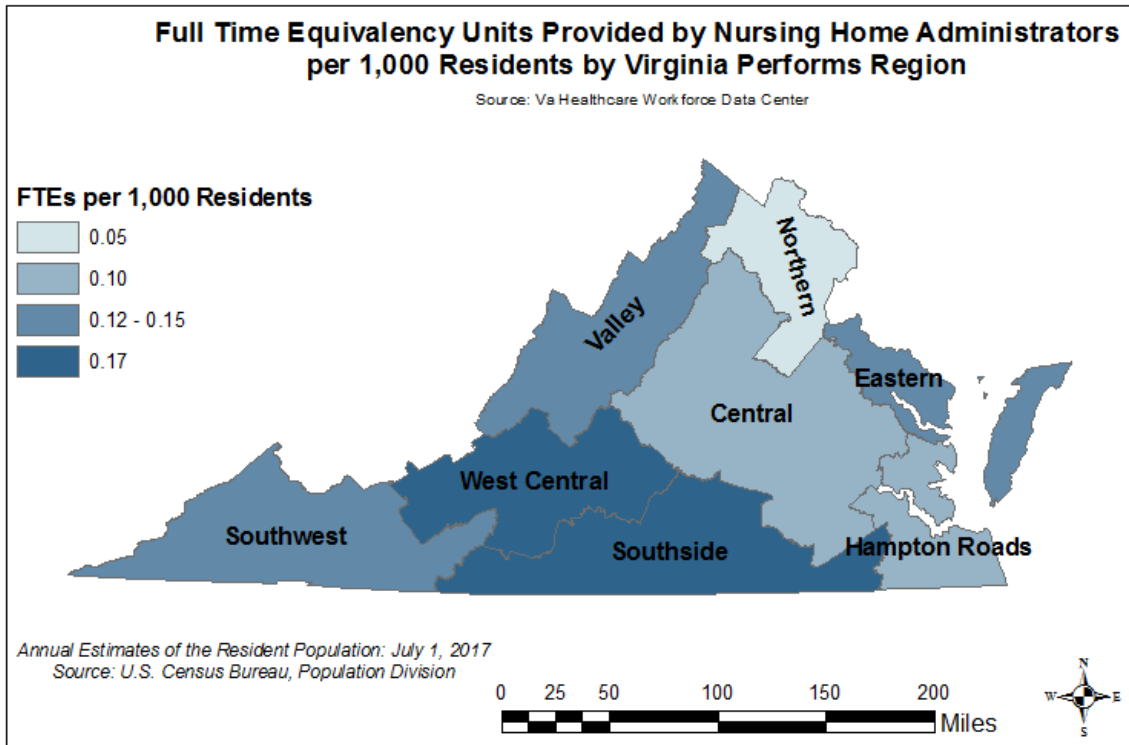 Full Time Equivalency Units Provided by Nursing Home Administrators
per 1,000 Residents by Virginia Performs Region
Source: Va Healthcare Workforce Data Center
FTEs per 1,000 Residents
0.05
0.10
0.12 - 0.15
0.17
Northern
Valley
Eastern
Central
West Central
Southwest
Southside
Hampton Roads
Annual Estimates of the Resident Population: July 1, 2017
Source: U.S. Census Bureau, Population Division
0 25 50 100 150 200
Miles
N
W E
S